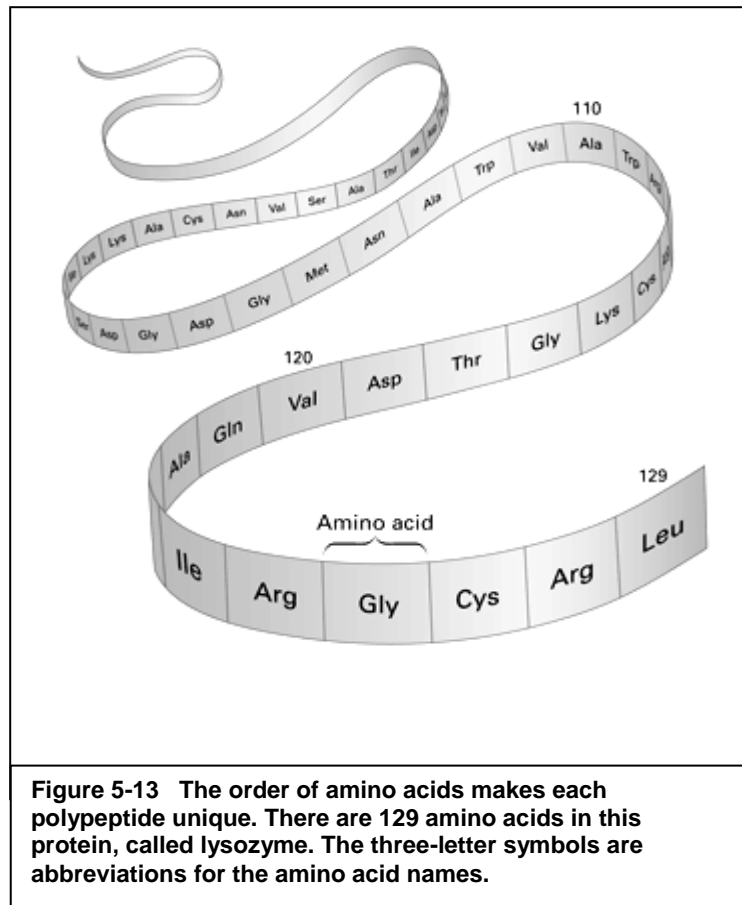 110
Thr Ile
Lys Lys Ala Cys Asn Val Ser Ala
Ser Asp Gly Asp Gly Met Asn Ala Trp Val Ala Trp
120
Ala Gln Val Asp Thr Gly Lys Cys
129
Amino acid
Ile Arg Gly Cys Arg Leu
Figure 5-13 The order of amino acids makes each
polypeptide unique. There are 129 amino acids in this
protein, called lysozyme. The three-letter symbols are
abbreviations for the amino acid names.